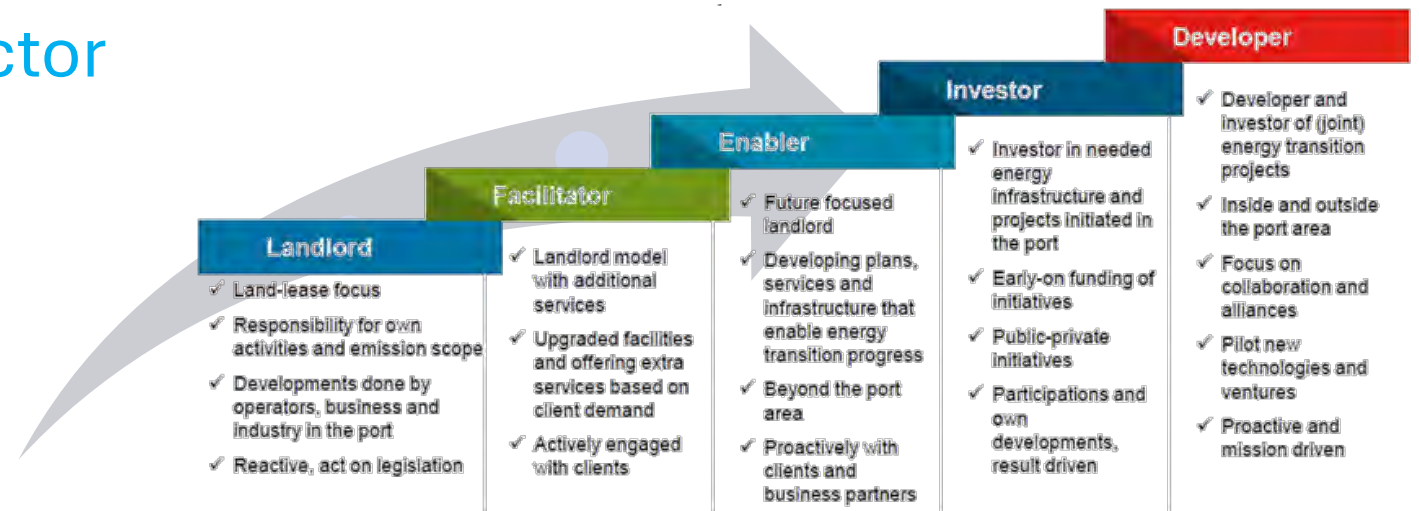 ctor
Landlord
Land-lease focus
Responsibility for own
activities and emission scope
Developments done by
operators, business and
industry in the port
Reactive, act on legislation
Facilitator
Landlord model
with additional
services
Upgraded facilities
and offering extra
services based on
client demand
Actively engaged
with clients
Enabler
Future focused
landlord
Developing plans,
services and
infrastructure that
enable energy
transition progress
Beyond the port
area
Proactively with
clients and
business partners
Investor
Investor in needed
energy
infrastructure and
projects initiated in
the port
Early-on funding of
initiatives
Public-private
initiatives
Participations and
own
developments,
result driven
Developer
Developer and
investor of (joint)
energy transition
projects
Inside and outside
the port area
Focus on
collaboration and
alliances
Pilot new
technologies and
ventures
Proactive and
mission driven